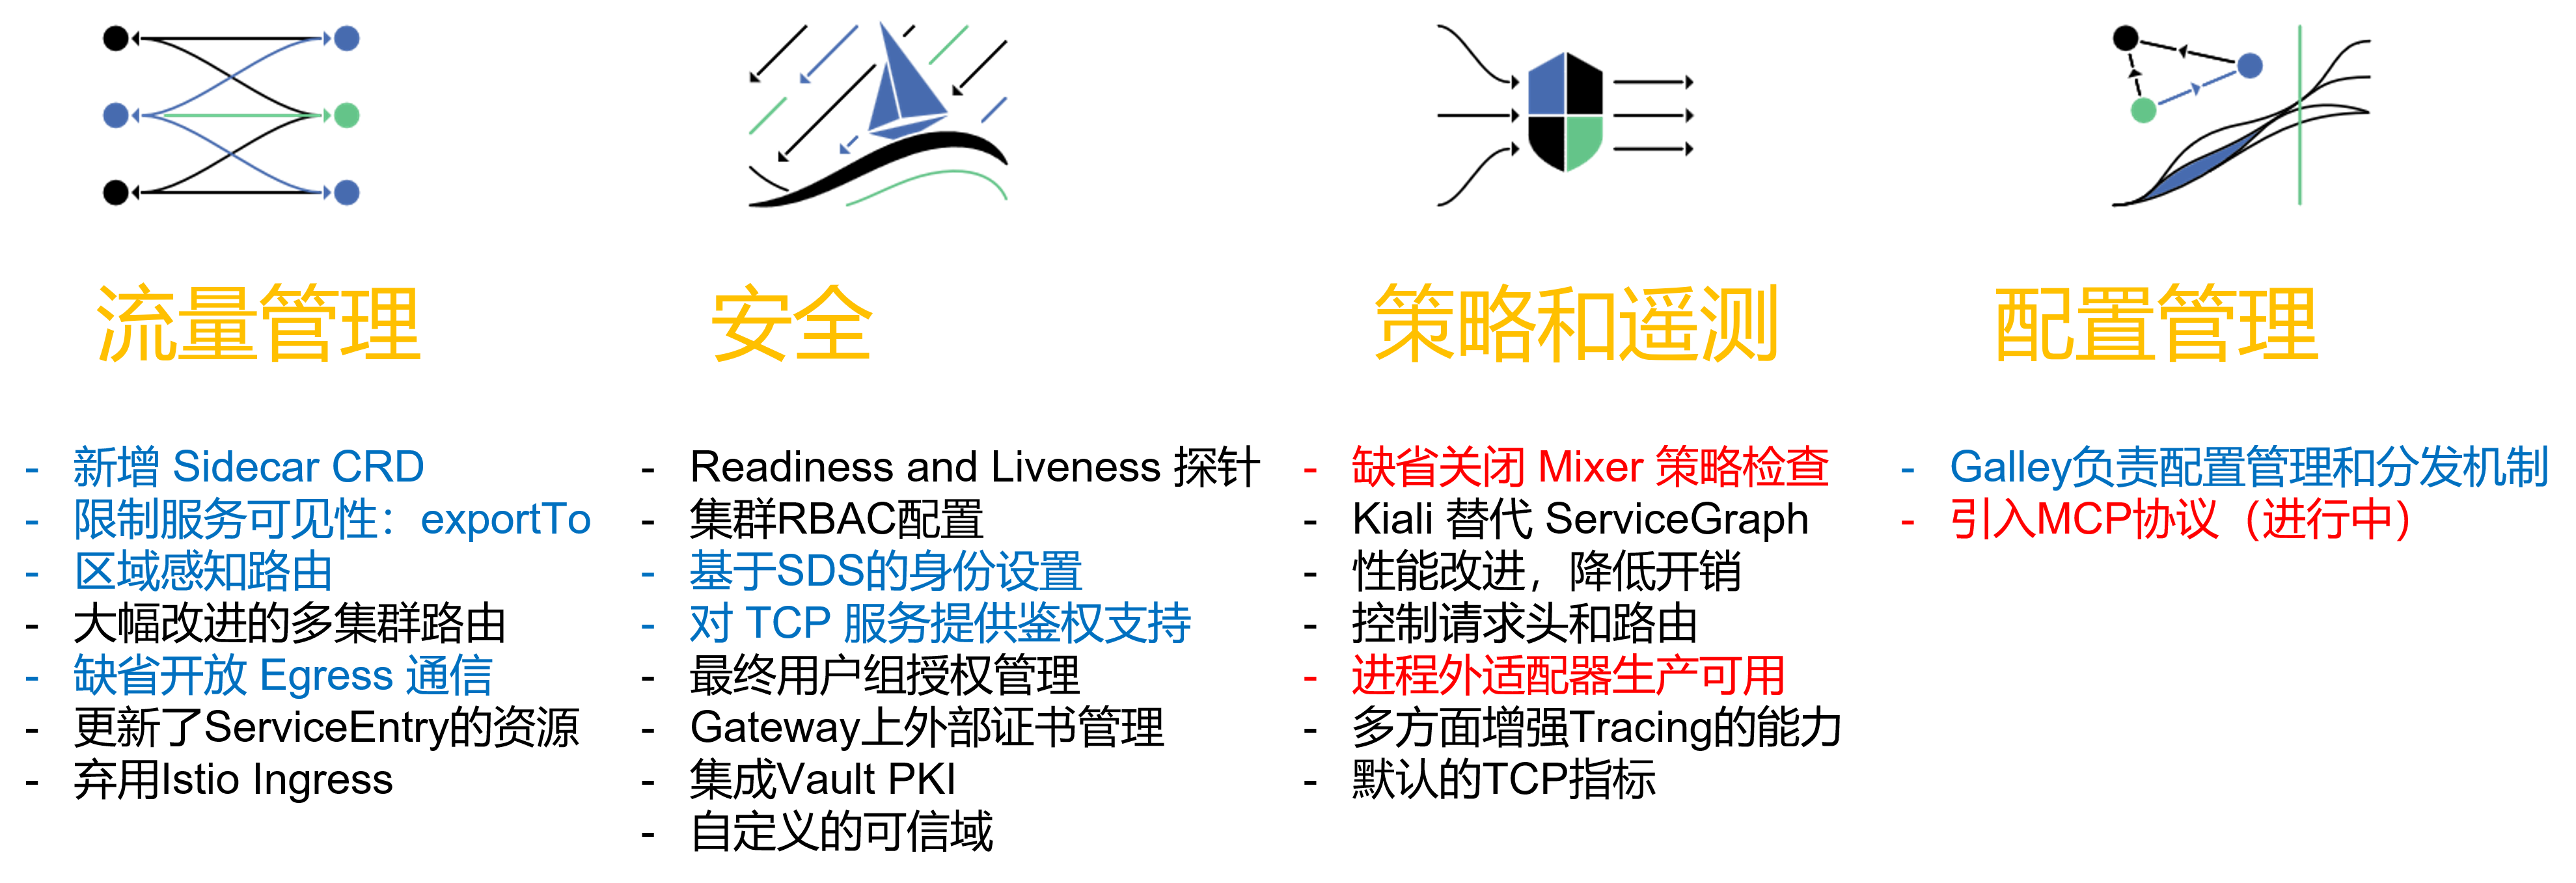 流量管理
- 新增 Sidecar CRD
- 限制服务可见性：exportTo
- 区域感知路由
- 大幅改进的多集群路由
- 缺省开放 Egress 通信
- 更新了ServiceEntry的资源
- 弃用Istio Ingress
安全
- Readiness and Liveness 探针
- 集群RBAC配置
- 基于SDS的身份设置
- 对 TCP 服务提供鉴权支持
- 最终用户组授权管理
- Gateway上外部证书管理
- 集成Vault PKI
- 自定义的可信域
策略和遥测
- 缺省关闭 Mixer 策略检查
- Kiali 替代 ServiceGraph
- 性能改进，降低开销
- 控制请求头和路由
- 进程外适配器生产可用
- 多方面增强Tracing的能力
- 默认的TCP指标
配置管理
- Galley负责配置管理和分发机制
- 引入MCP协议（进行中）